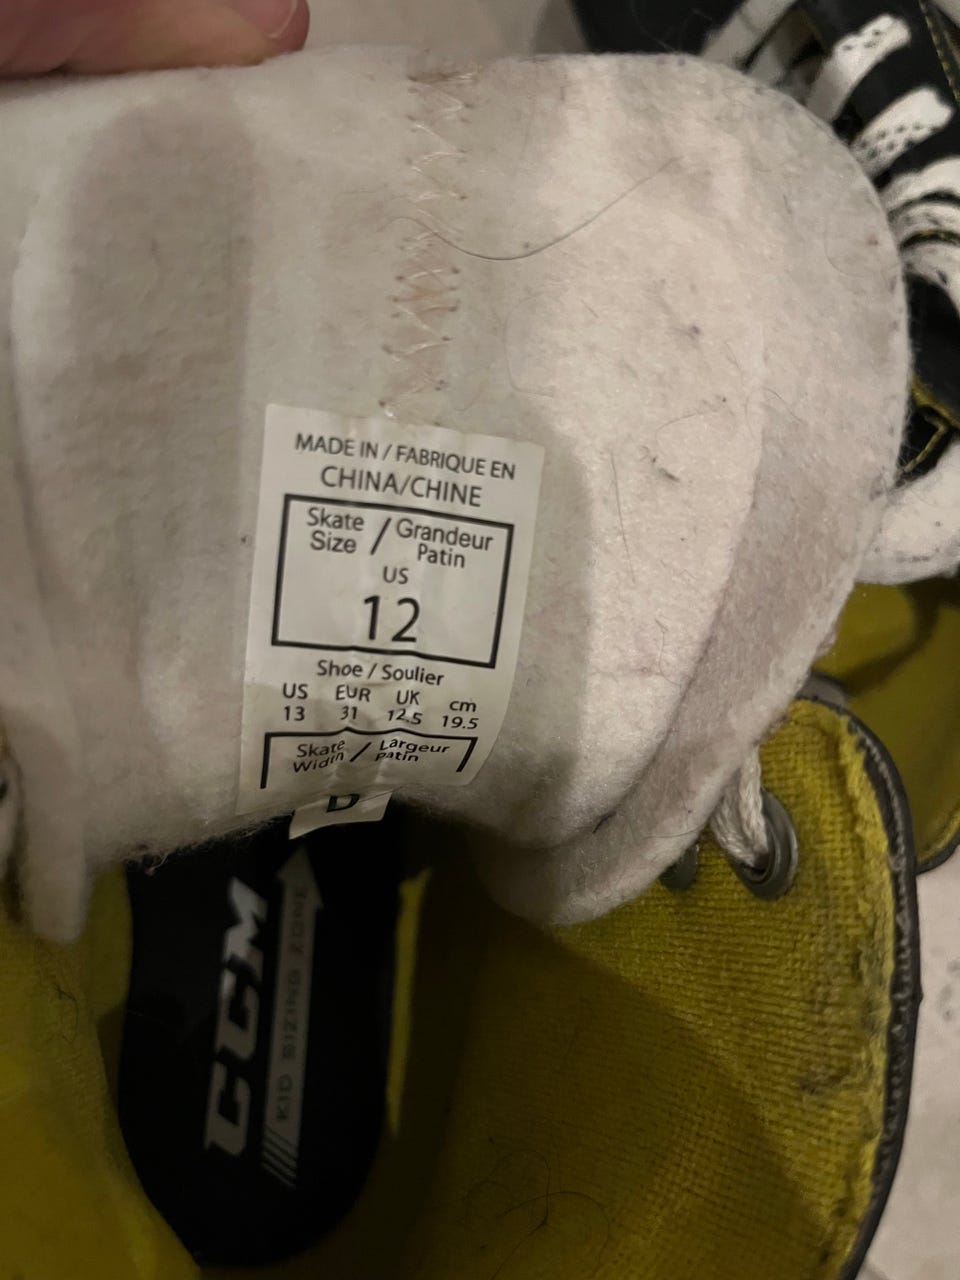 MADE IN / FABRIQUE EN
CHINA/CHINE
Skate Size / Grandeur Patin
US
12
Shoe / Soulier
US EUR UK cm
13 31 12.5 19.5
Skate Width / Largeur Patin
D
CCM
KID SIZING ZONE